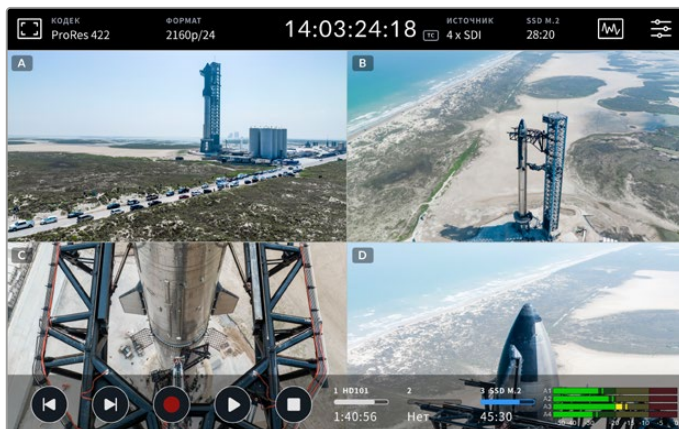 КОДЕК ФОРМАТ 14:03:24:18 TC ИСТОЧНИК SSD M.2
ProRes 422 2160p/24 4 x SDI 28:20
A B
C D
1 HD101 2 3 SSD M.2
1:40:56 Нет 45:30
A1
A2
A3
A4